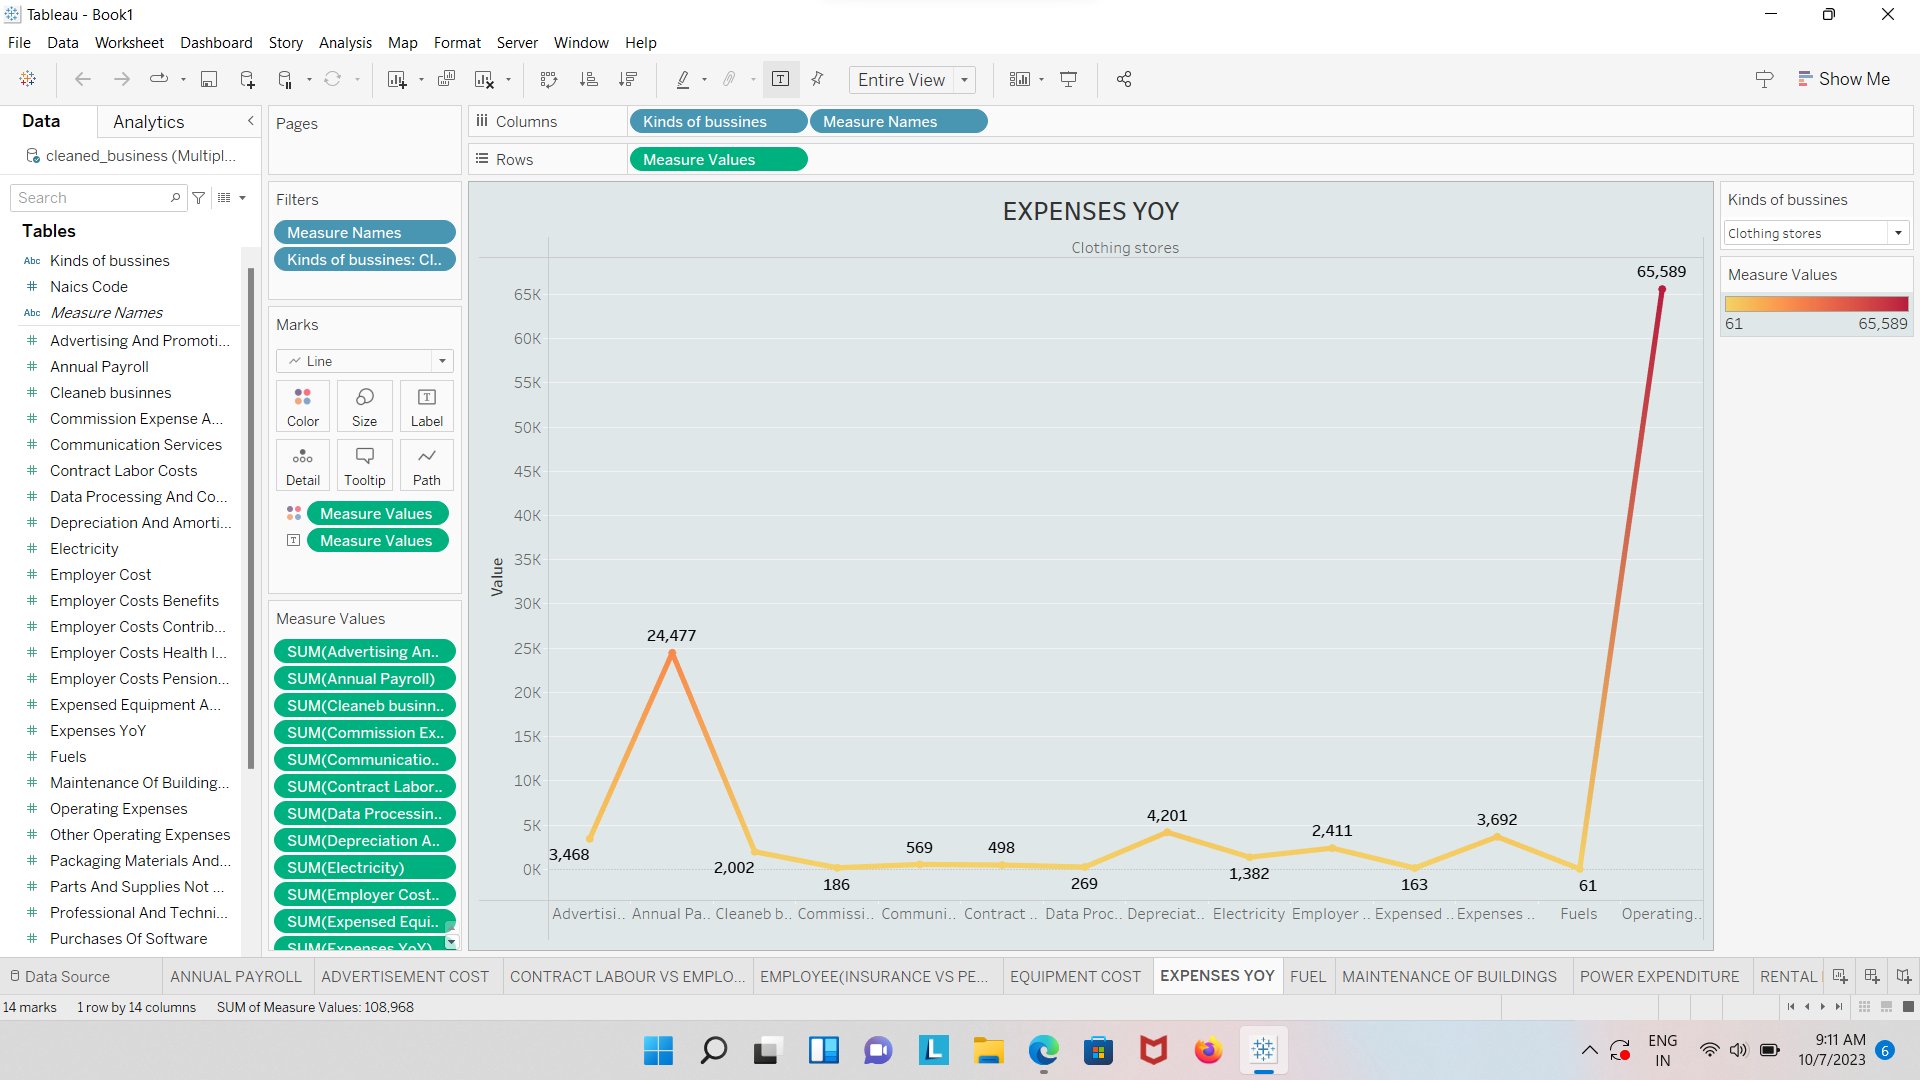 Tableau - Book1
File Data Worksheet Dashboard Story Analysis Map Format Server Window Help
Entire View
Show Me
Data Analytics
cleaned_business (Multipl...
Search
Tables
Abc Kinds of bussines
# Naics Code
Abc Measure Names
# Advertising And Promoti...
# Annual Payroll
# Cleaneb businnes
# Commission Expense A...
# Communication Services
# Contract Labor Costs
# Data Processing And Co...
# Depreciation And Amorti...
# Electricity
# Employer Cost
# Employer Costs Benefits
# Employer Costs Contrib...
# Employer Costs Health I...
# Employer Costs Pension...
# Expensed Equipment A...
# Expenses YoY
# Fuels
# Maintenance Of Building...
# Operating Expenses
# Other Operating Expenses
# Packaging Materials And...
# Parts And Supplies Not ...
# Professional And Techni...
# Purchases Of Software
Pages
Filters
Measure Names
Kinds of bussines: Cl..
Marks
Line
Color Size Label
Detail Tooltip Path
Measure Values
Measure Values
Measure Values
SUM(Advertising An..
SUM(Annual Payroll)
SUM(Cleaneb businn..
SUM(Commission Ex..
SUM(Communicatio..
SUM(Contract Labor..
SUM(Data Processin..
SUM(Depreciation A..
SUM(Electricity)
SUM(Employer Cost..
SUM(Expensed Equi..
SUM(Expenses YoY)
Columns Kinds of bussines Measure Names
Rows Measure Values
EXPENSES YOY
Clothing stores
Value
65K
60K
55K
50K
45K
40K
35K
30K
25K
20K
15K
10K
5K
0K
3,468
24,477
2,002
186
569
498
269
4,201
1,382
2,411
163
3,692
61
65,589
Advertisi.. Annual Pa.. Cleaneb b.. Commissi.. Communi.. Contract .. Data Proc.. Depreciat.. Electricity Employer .. Expensed .. Expenses .. Fuels Operating..
Kinds of bussines
Clothing stores
Measure Values
61 65,589
Data Source ANNUAL PAYROLL ADVERTISEMENT COST CONTRACT LABOUR VS EMPLO... EMPLOYEE(INSURANCE VS PE... EQUIPMENT COST EXPENSES YOY FUEL MAINTENANCE OF BUILDINGS POWER EXPENDITURE RENTAL
14 marks 1 row by 14 columns SUM of Measure Values: 108,968
ENG
IN
9:11 AM
10/7/2023
6